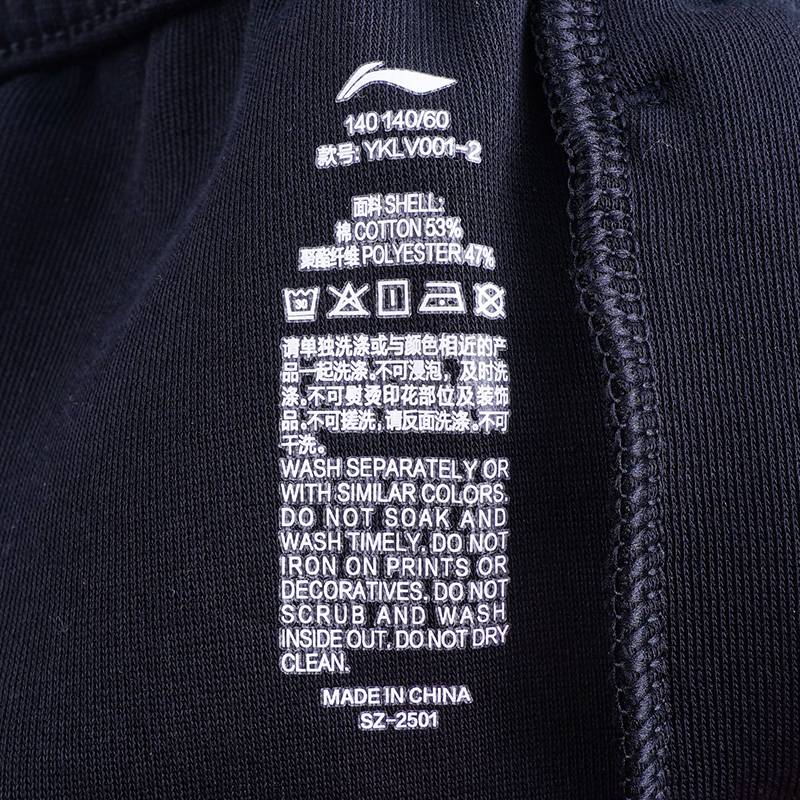 140 140/60
款号: YKLV001-2
面料 SHELL:
棉 COTTON 53%
聚酯纤维 POLYESTER 47%
30
请单独洗涤或与颜色相近的产
品一起洗涤。不可浸泡，及时洗
涤。不可熨烫印花部位及装饰
品。不可搓洗，请反面洗涤。不可
干洗。
WASH SEPARATELY OR
WITH SIMILAR COLORS.
DO NOT SOAK AND
WASH TIMELY. DO NOT
IRON ON PRINTS OR
DECORATIVES. DO NOT
SCRUB AND WASH
INSIDE OUT. DO NOT DRY
CLEAN.
MADE IN CHINA
SZ-2501